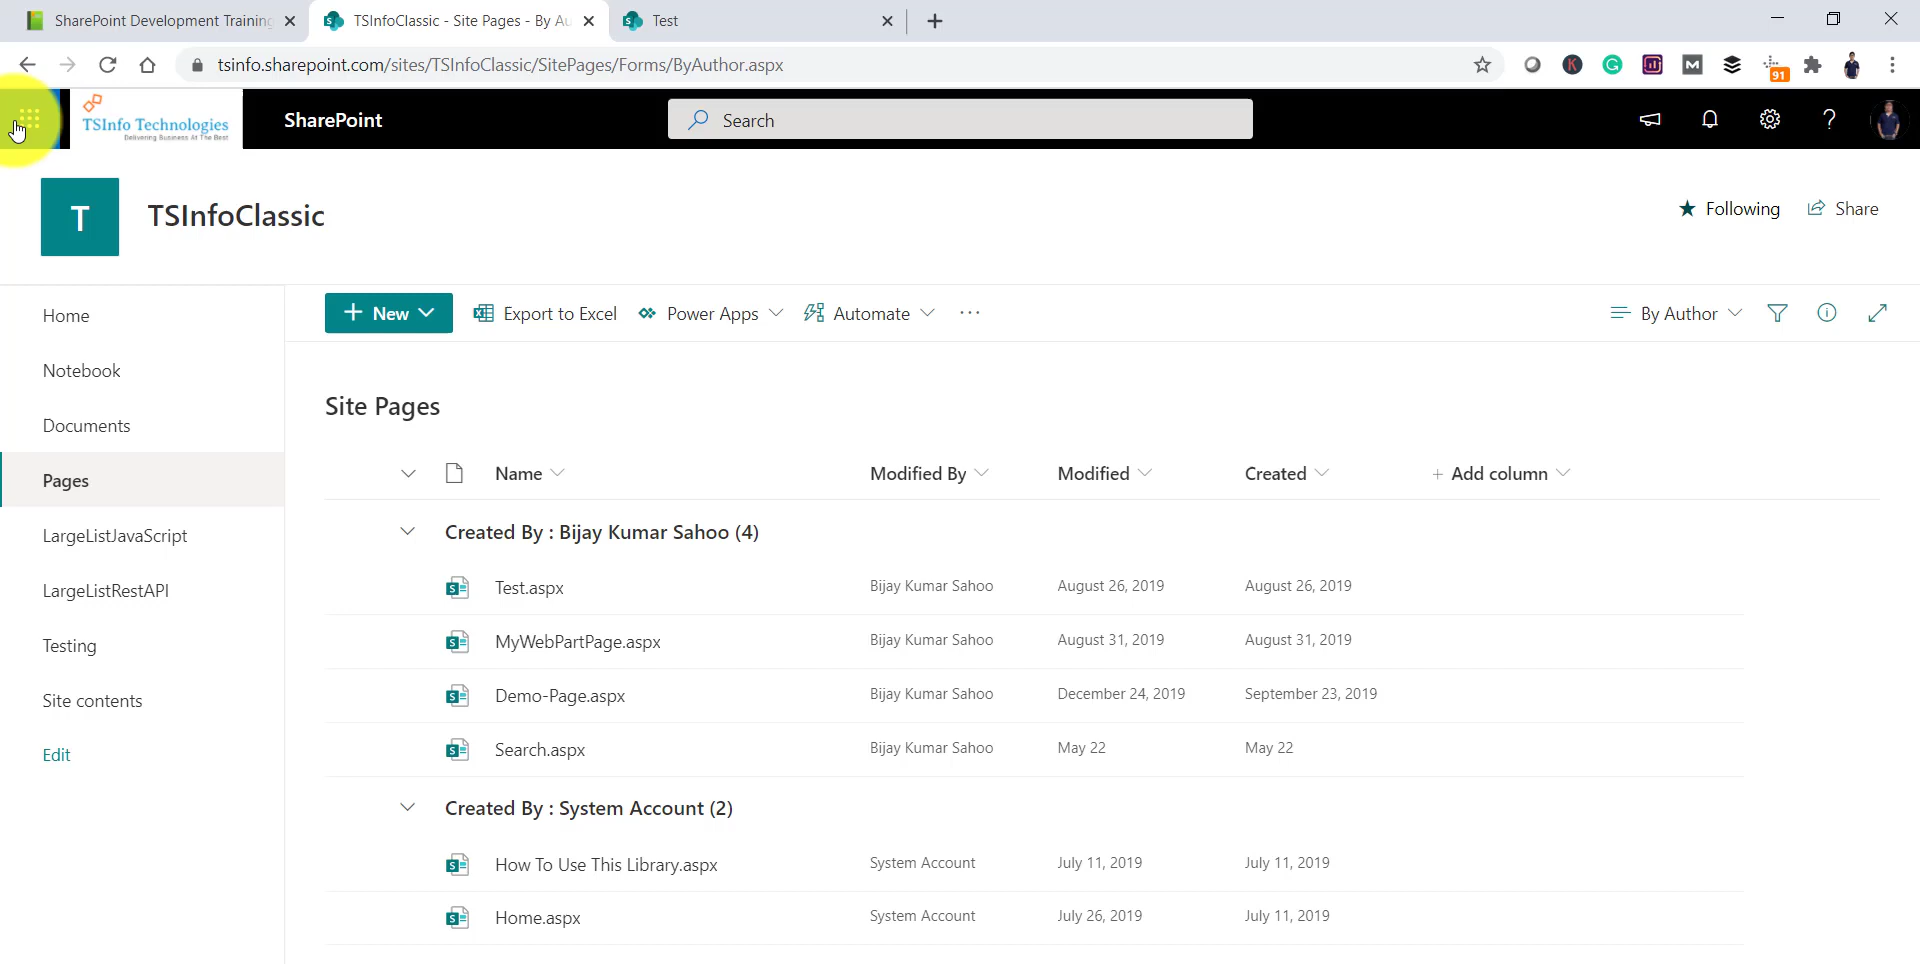 SharePoint Development Training
TSInfoClassic - Site Pages - By Au
Test
tsinfo.sharepoint.com/sites/TSInfoClassic/SitePages/Forms/ByAuthor.aspx
K
G
M
91
TSInfo Technologies
Delivering Business At The Best
SharePoint
Search
?
T
TSInfoClassic
Following
Share
Home
Notebook
Documents
Pages
LargeListJavaScript
LargeListRestAPI
Testing
Site contents
Edit
+ New
Export to Excel
Power Apps
Automate
...
By Author
Site Pages
Name
Modified By
Modified
Created
+ Add column
Created By : Bijay Kumar Sahoo (4)
Test.aspx Bijay Kumar Sahoo August 26, 2019 August 26, 2019
MyWebPartPage.aspx Bijay Kumar Sahoo August 31, 2019 August 31, 2019
Demo-Page.aspx Bijay Kumar Sahoo December 24, 2019 September 23, 2019
Search.aspx Bijay Kumar Sahoo May 22 May 22
Created By : System Account (2)
How To Use This Library.aspx System Account July 11, 2019 July 11, 2019
Home.aspx System Account July 26, 2019 July 11, 2019